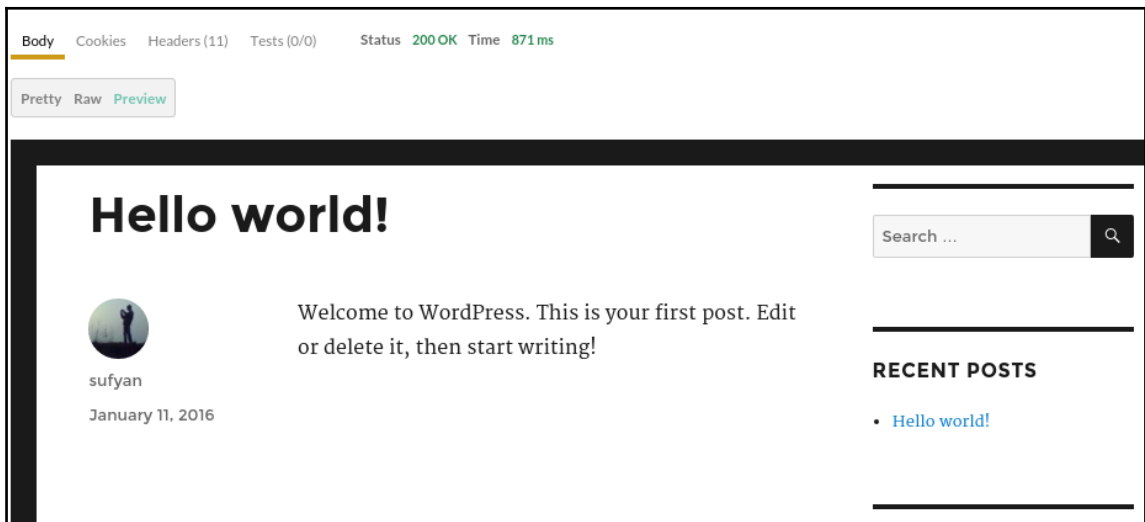 Body Cookies Headers (11) Tests (0/0) Status 200 OK Time 871 ms
Pretty Raw Preview
Hello world!
Welcome to WordPress. This is your first post. Edit
or delete it, then start writing!
sufyan
January 11, 2016
Search ...
RECENT POSTS
Hello world!